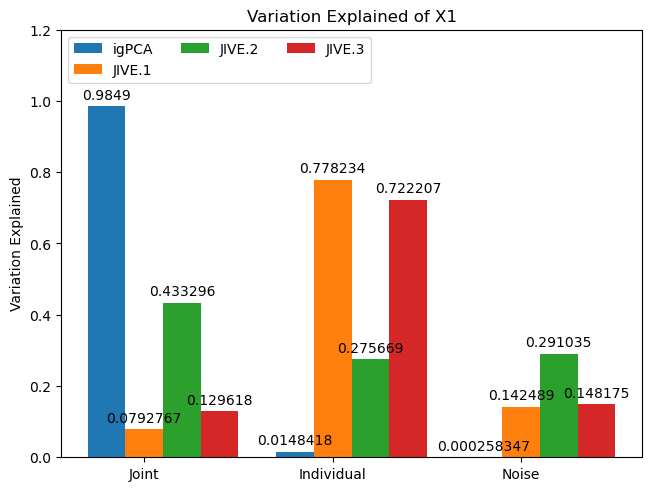 Variation Explained of X1
Variation Explained
1.2
1.0
0.8
0.6
0.4
0.2
0.0
igPCA
JIVE.1
JIVE.2
JIVE.3
0.9849
0.0792767
0.433296
0.129618
0.0148418
0.778234
0.275669
0.722207
0.000258347
0.142489
0.291035
0.148175
Joint
Individual
Noise